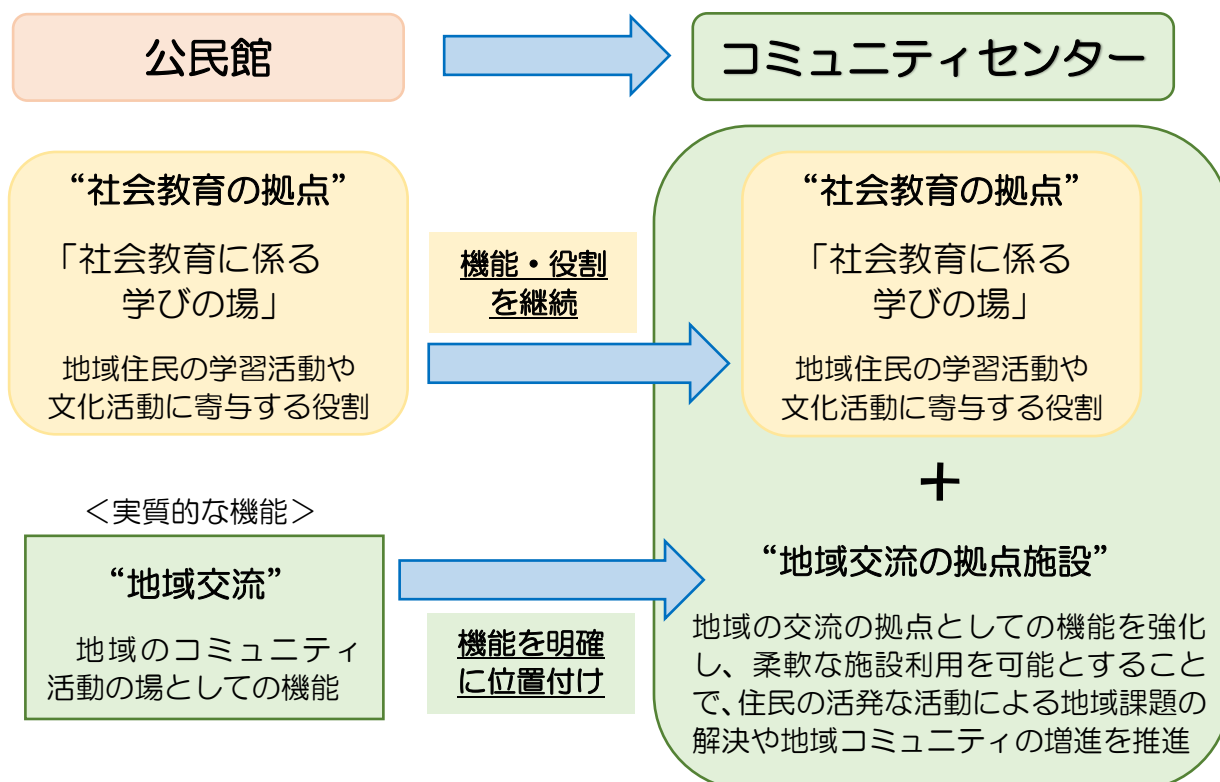 公民館
コミュニティセンター
“社会教育の拠点”
「社会教育に係る
学びの場」
地域住民の学習活動や
文化活動に寄与する役割
機能・役割
を継続
“社会教育の拠点”
「社会教育に係る
学びの場」
地域住民の学習活動や
文化活動に寄与する役割
＋
＜実質的な機能＞
“地域交流”
地域のコミュニティ
活動の場としての機能
機能を明確
に位置付け
“地域交流の拠点施設”
地域の交流の拠点としての機能を強化
し、柔軟な施設利用を可能とすること
で、住民の活発な活動による地域課題の
解決や地域コミュニティの増進を推進